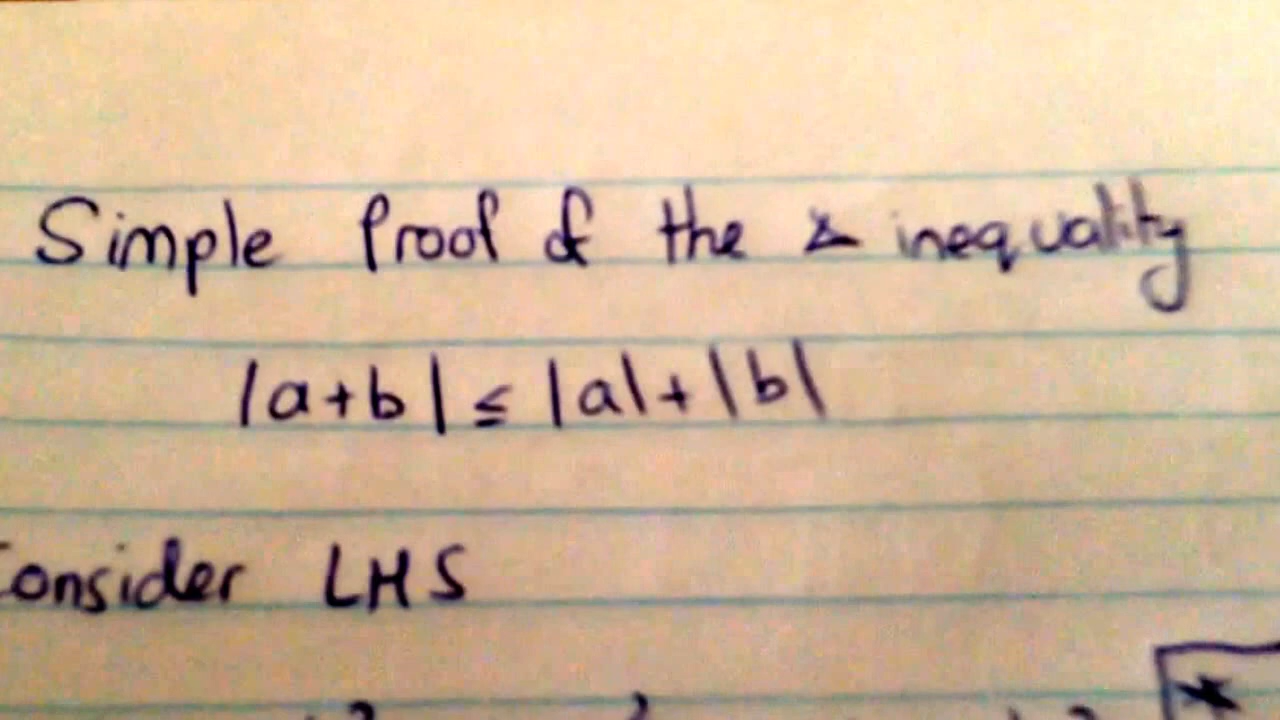 Simple Proof of the △ inequality
|a+b| ≤ |a|+|b|
Consider LHS